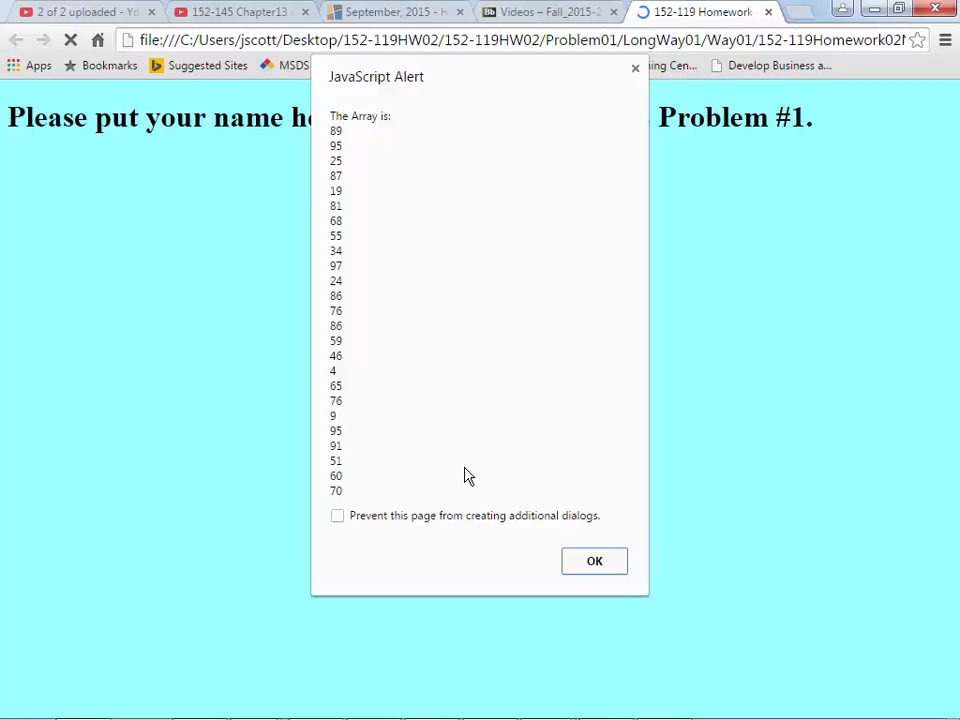 2 of 2 uploaded - Yo
152-145 Chapter13
September, 2015 - H
Videos – Fall_2015-2
152-119 Homework
file:///C:/Users/jscott/Desktop/152-119HW02/152-119HW02/Problem01/LongWay01/Way01/152-119Homework02
Apps
Bookmarks
Suggested Sites
MSDS
ing Cen...
Develop Business a...
Please put your name he
Problem #1.
JavaScript Alert
The Array is:
89
95
25
87
19
81
68
55
34
97
24
86
76
86
59
46
4
65
76
9
95
91
51
60
70
Prevent this page from creating additional dialogs.
OK